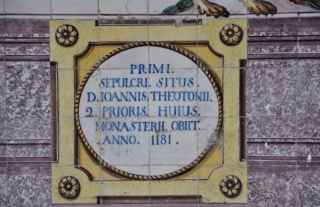 PRIMI.
SEPULCRI. SITUS.
D. IOANNIS, THEOTONII.
2 PRIORIS HUIUS.
MONASTERII. OBIIT.
ANNO. 1181.